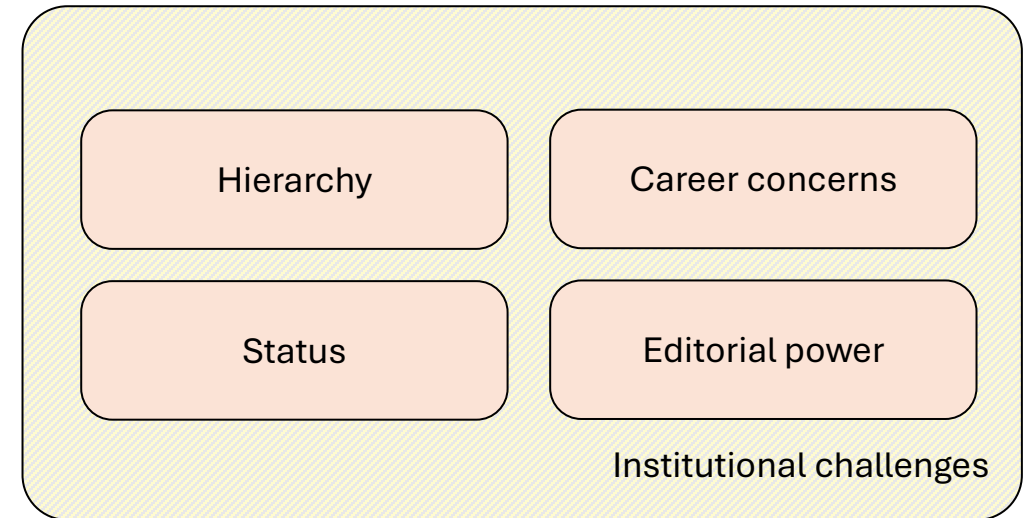 Hierarchy
Career concerns
Status
Editorial power
Institutional challenges